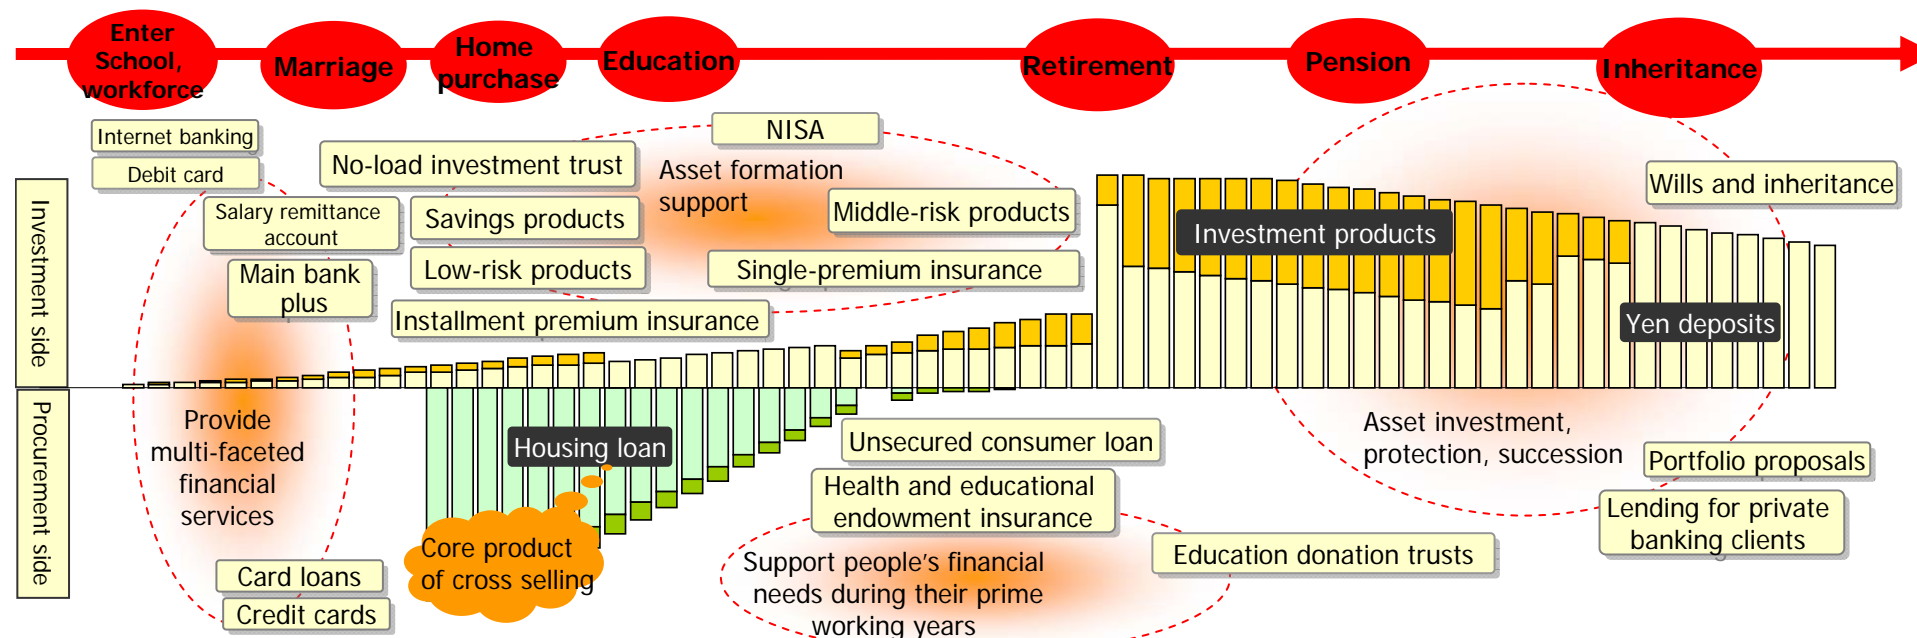 Enter
School,
workforce
Marriage
Home
purchase
Education
Retirement
Pension
Inheritance
Internet banking
Debit card
Salary remittance
account
Main bank
plus
No-load investment trust
Savings products
Low-risk products
Installment premium insurance
NISA
Asset formation
support
Middle-risk products
Single-premium insurance
Investment products
Wills and inheritance
Yen deposits
Investment side
Procurement side
Provide
multi-faceted
financial
services
Card loans
Credit cards
Housing loan
Core product
of cross selling
Unsecured consumer loan
Health and educational
endowment insurance
Support people's financial
needs during their prime
working years
Education donation trusts
Asset investment,
protection, succession
Portfolio proposals
Lending for private
banking clients